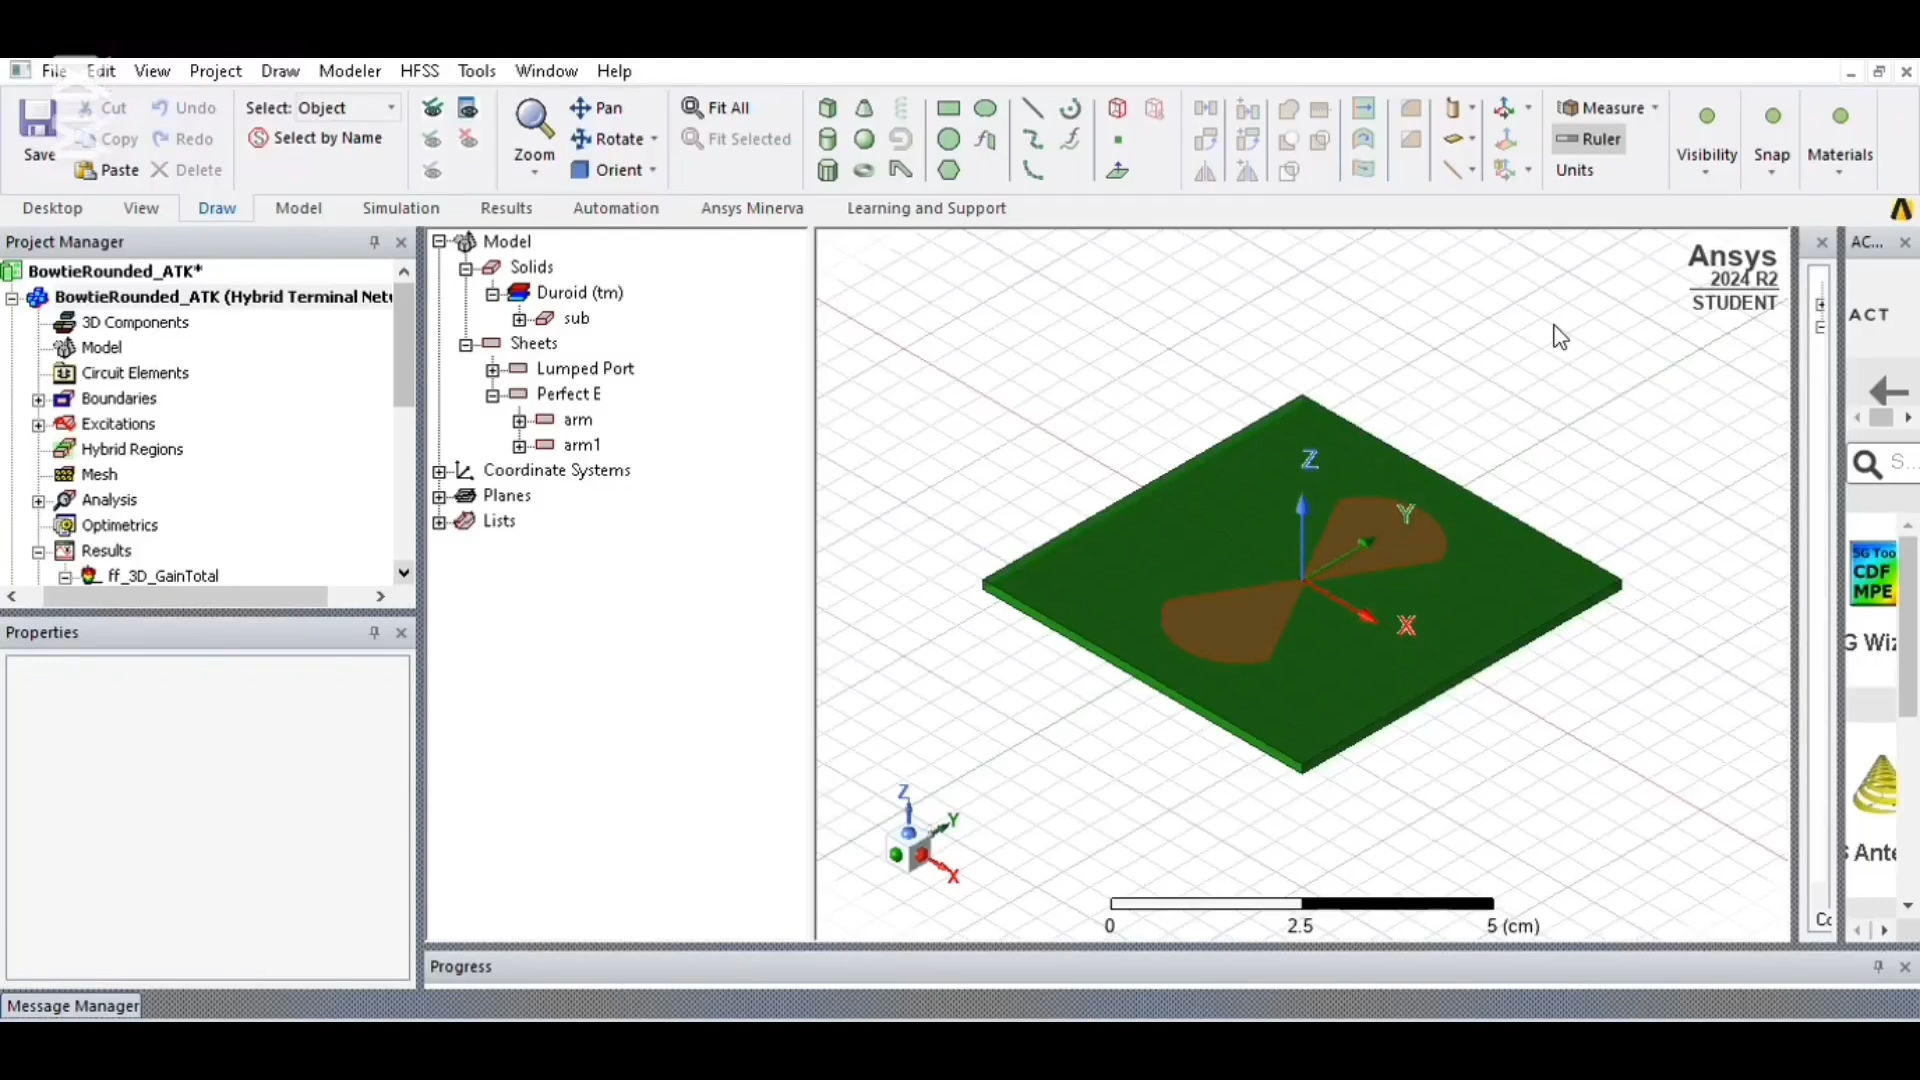 File Edit View Project Draw Modeler HFSS Tools Window Help
Save
Cut
Copy
Paste
Undo
Redo
Delete
Select: Object
Select by Name
Zoom
Pan
Rotate
Orient
Fit All
Fit Selected
Measure
Ruler
Units
Visibility
Snap
Materials
Desktop View Draw Model Simulation Results Automation Ansys Minerva Learning and Support
Project Manager
BowtieRounded_ATK*
BowtieRounded_ATK (Hybrid Terminal Net
3D Components
Model
Circuit Elements
Boundaries
Excitations
Hybrid Regions
Mesh
Analysis
Optimetrics
Results
ff_3D_GainTotal
Properties
Model
Solids
Duroid (tm)
sub
Sheets
Lumped Port
Perfect E
arm
arm1
Coordinate Systems
Planes
Lists
Ansys
2024 R2
STUDENT
Z
Y
X
Z
Y
X
0 2.5 5 (cm)
AC...
ACT
S...
5G Too
CDF
MPE
G Wiz
Ante
Progress
Message Manager